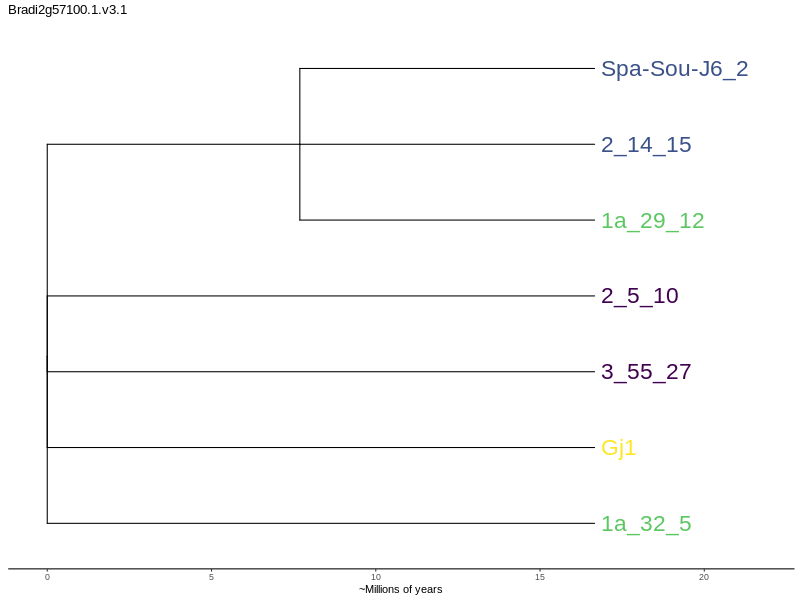 Bradi2g57100.1.v3.1
Spa-Sou-J6_2
2_14_15
1a_29_12
2_5_10
3_55_27
Gj1
1a_32_5
0 5 10 15 20
~Millions of years